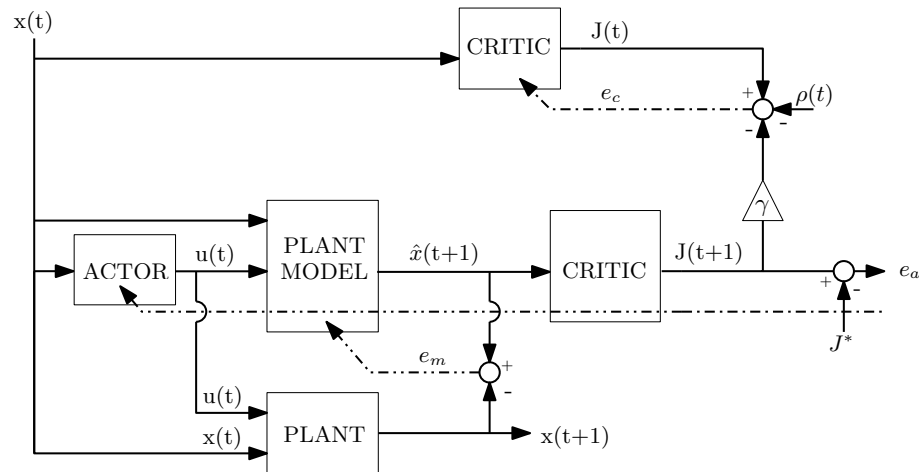 x(t)
CRITIC
J(t)
+
ρ(t)
-
-
e_c
γ
PLANT
MODEL
u(t)
x̂(t+1)
J(t+1)
ACTOR
CRITIC
+
-
e_a
J*
e_m
+
-
u(t)
x(t)
PLANT
x(t+1)